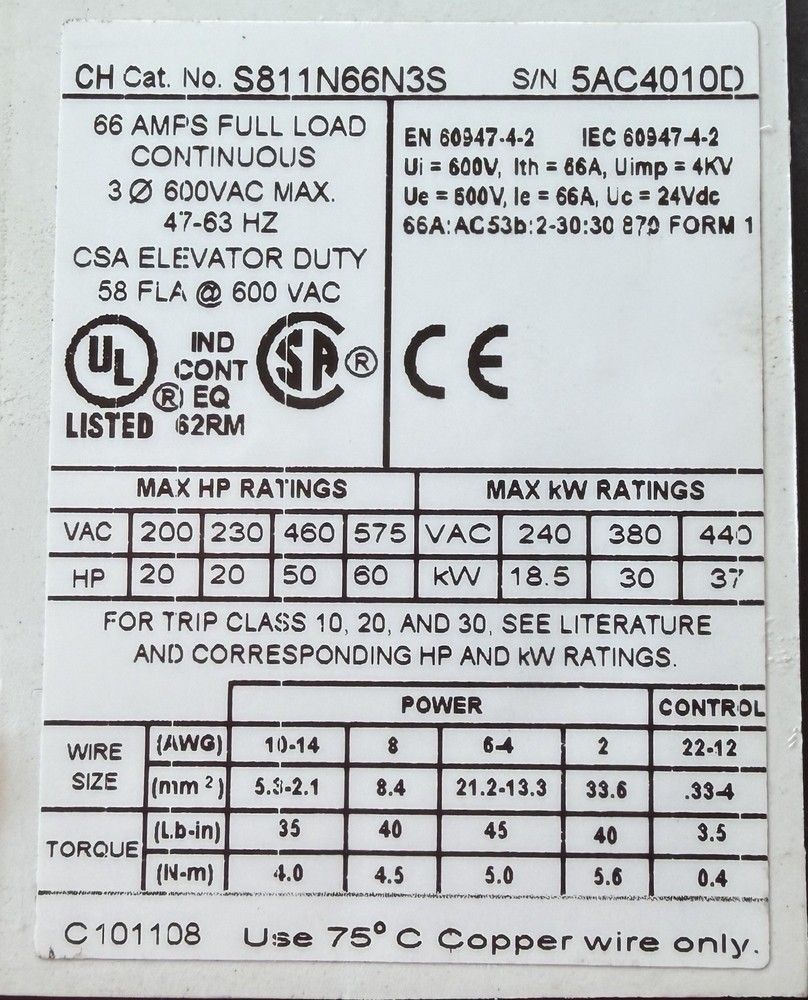 CH Cat. No. S811N66N3S S/N 5AC4010D
66 AMPS FULL LOAD
CONTINUOUS
3 Ø 600VAC MAX.
47-63 HZ
CSA ELEVATOR DUTY
58 FLA @ 600 VAC
UL ® LISTED
IND
CONT
EQ
62RM
SA ®
EN 60947-4-2 IEC 60947-4-2
Ui = 600V, Ith = 66A, Uimp = 4KV
Ue = 600V, Ie = 66A, Uc = 24Vdc
66A: AC53b:2-30:30 870 FORM 1
CE
MAX HP RATINGS MAX kW RATINGS
VAC 200 230 460 575 VAC 240 380 440
HP 20 20 50 60 kW 18.5 30 37
FOR TRIP CLASS 10, 20, AND 30, SEE LITERATURE
AND CORRESPONDING HP AND kW RATINGS.
POWER CONTROL
WIRE SIZE (AWG) 10-14 8 6-4 2 22-12
(mm²) 5.3-2.1 8.4 21.2-13.3 33.6 .33-4
TORQUE (Lb-in) 35 40 45 40 3.5
(N-m) 4.0 4.5 5.0 5.6 0.4
C101108 Use 75° C Copper wire only.